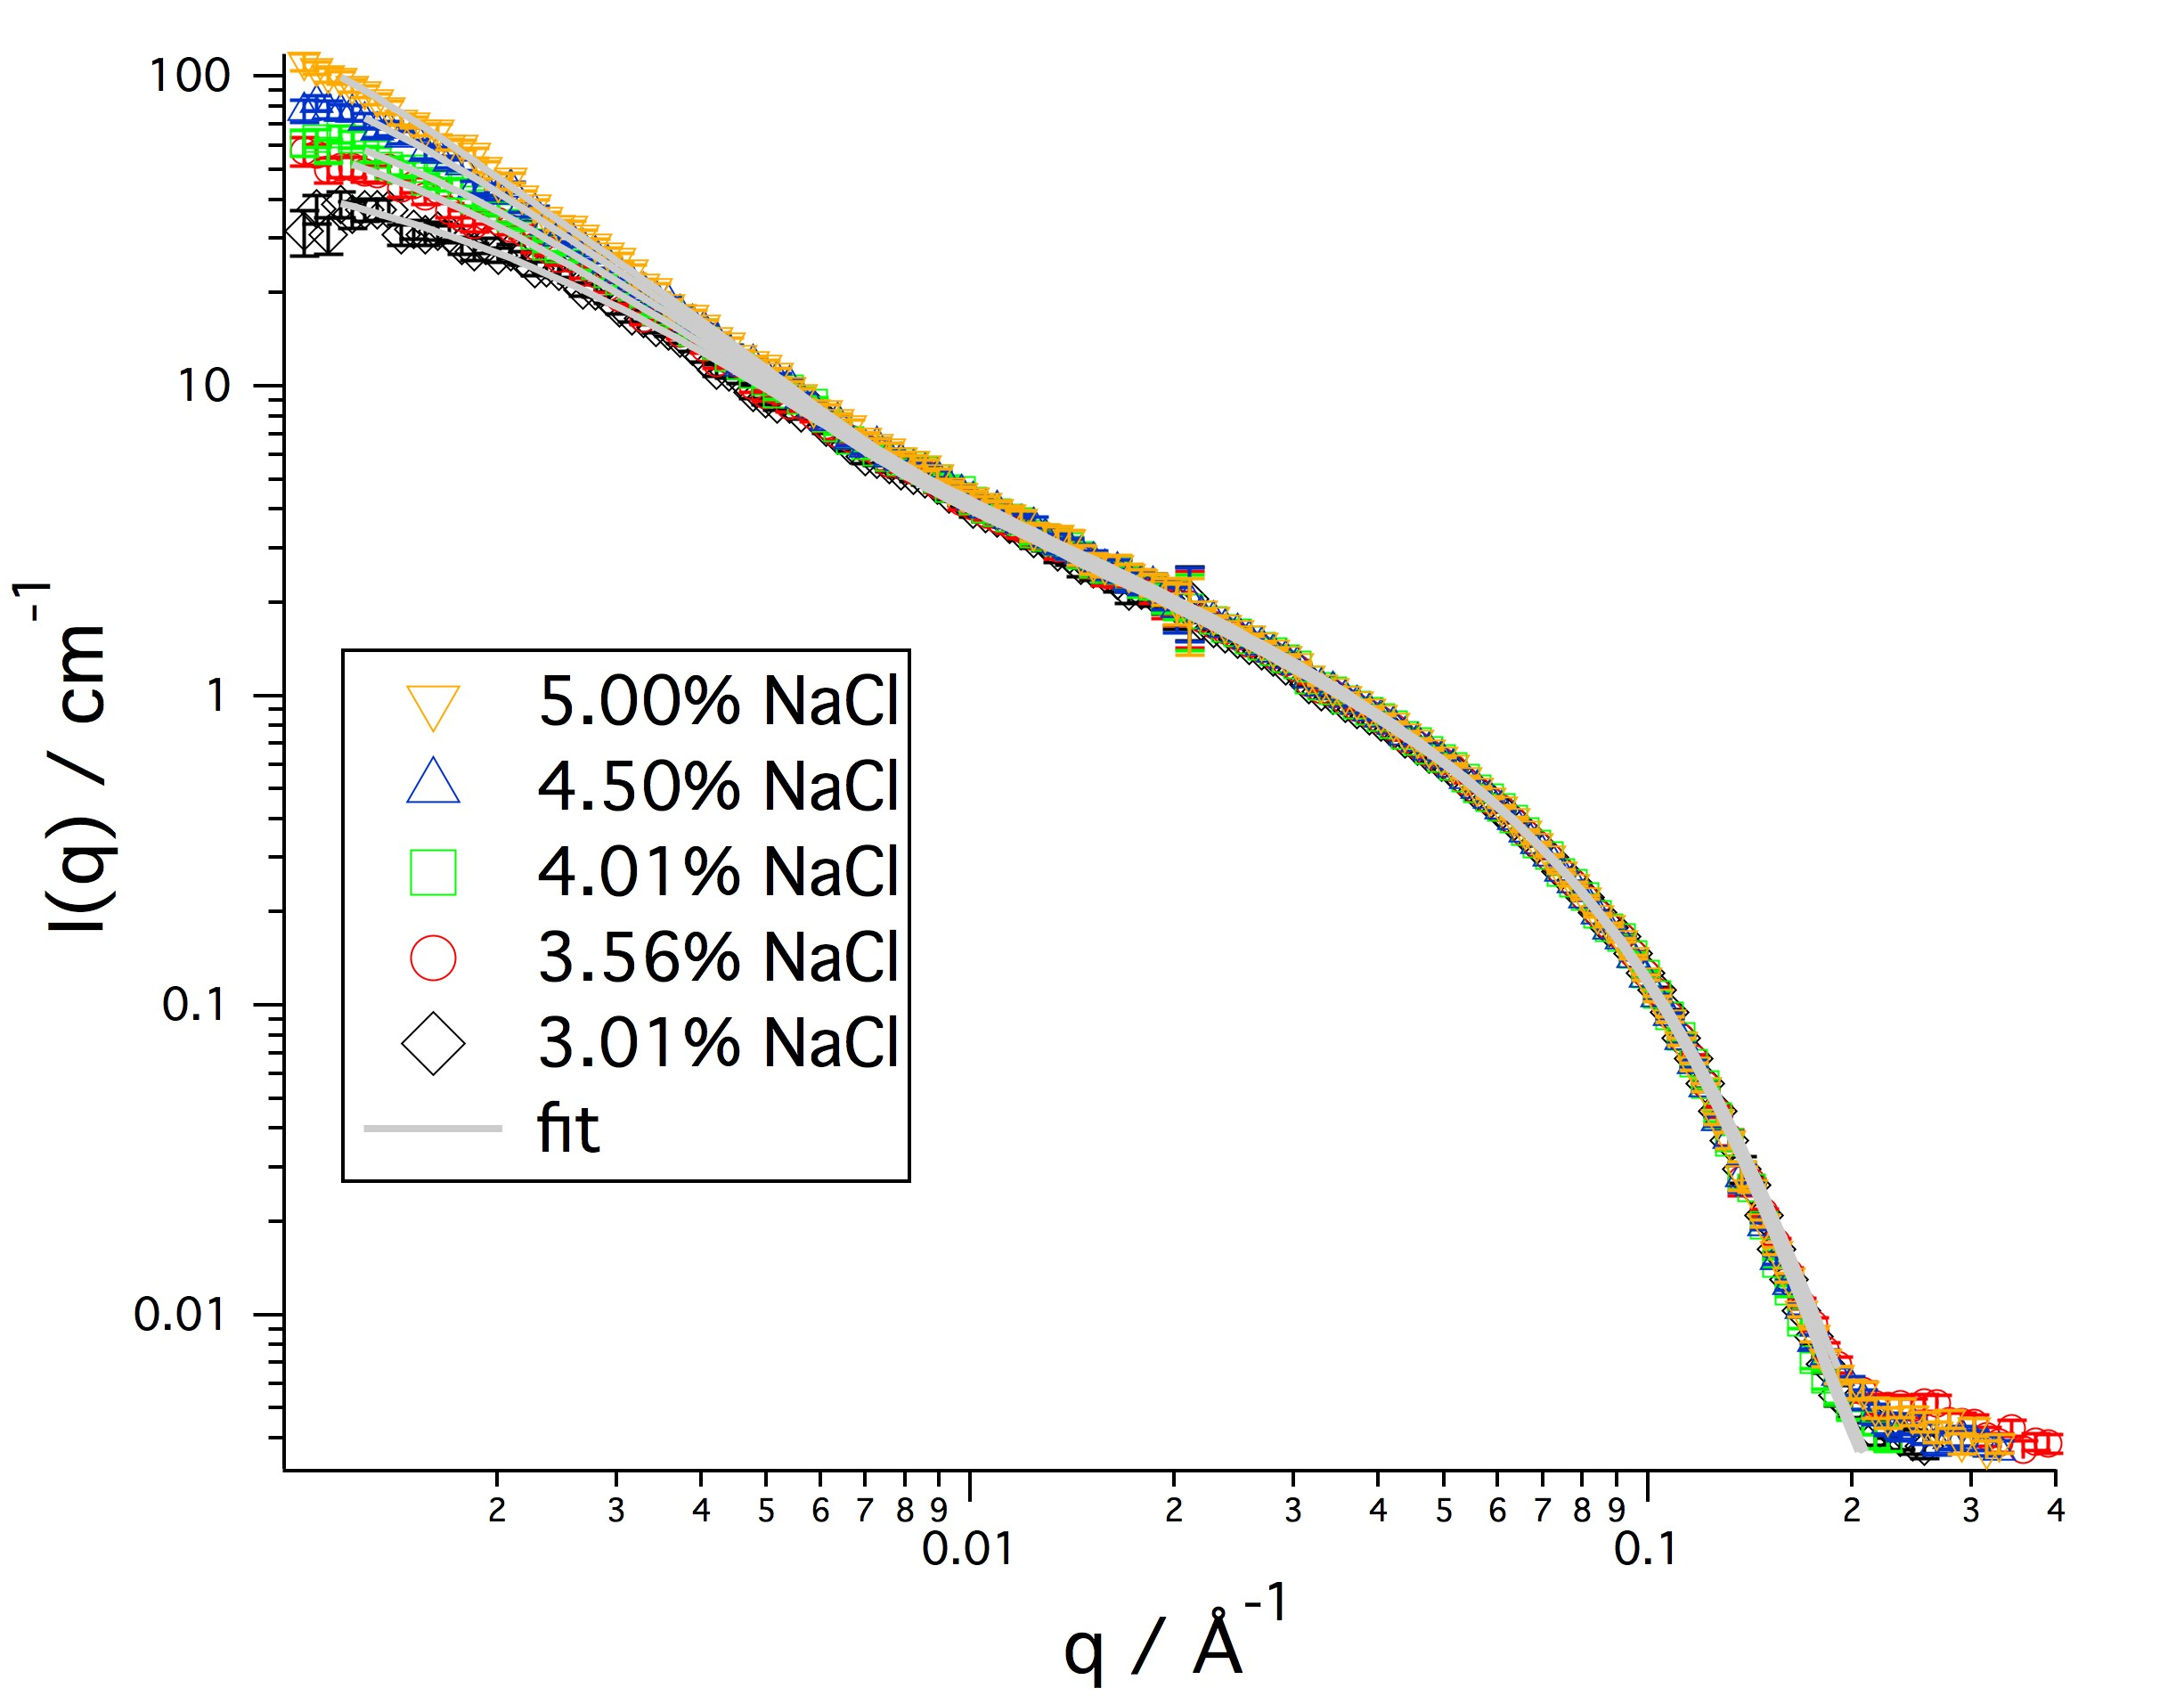 100
10
1
0.1
0.01
I(q) / cm-1
5.00% NaCl
4.50% NaCl
4.01% NaCl
3.56% NaCl
3.01% NaCl
fit
2 3 4 5 6 7 8 9 2 3 4 5 6 7 8 9 2 3 4
0.01 0.1
q / Å-1